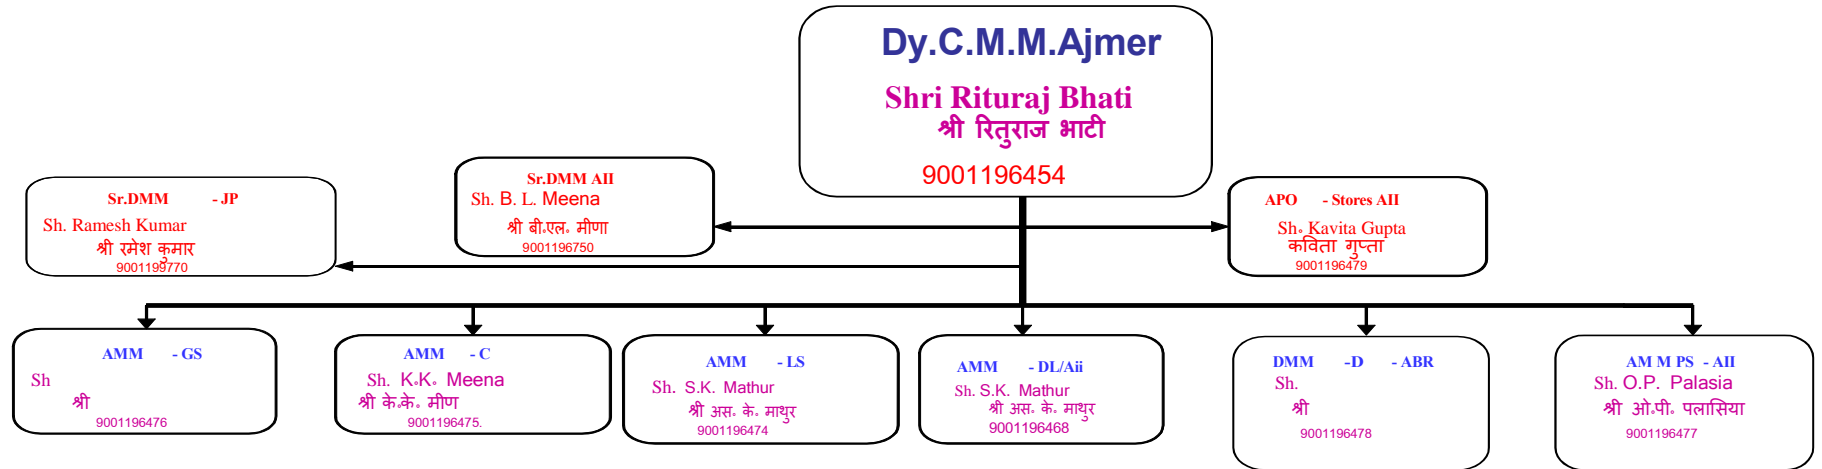 Dy.C.M.M.Ajmer
Shri Rituraj Bhati
श्री रितुराज भाटी
9001196454
Sr.DMM - JP
Sh. Ramesh Kumar
श्री रमेश कुमार
9001199770
Sr.DMM AII
Sh. B. L. Meena
श्री बी॰एल॰ मीणा
9001196750
APO - Stores AII
Sh॰ Kavita Gupta
कविता गुप्ता
9001196479
AMM - GS
Sh
श्री
9001196476
AMM - C
Sh. K॰K॰ Meena
श्री के॰के॰ मीण
9001196475.
AMM - LS
Sh. S.K. Mathur
श्री अस॰ के॰ माथुर
9001196474
AMM - DL/Aii
Sh. S.K. Mathur
श्री अस॰ के॰ माथुर
9001196468
DMM -D - ABR
Sh.
श्री
9001196478
AM M PS - AII
Sh. O.P. Palasia
श्री ओ॰पी॰ पलासिया
9001196477